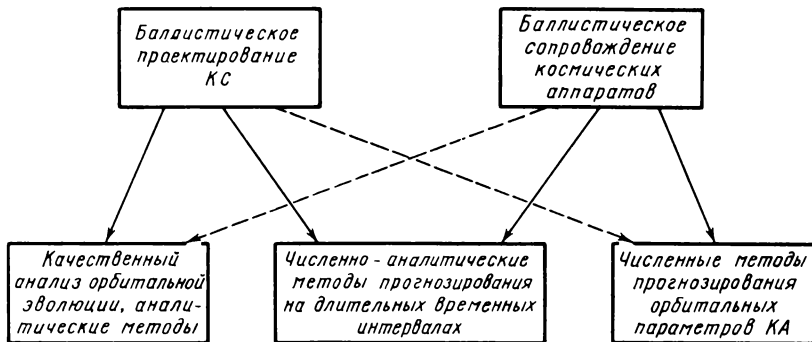 Баллистическое
проектирование
КС
Баллистическое
сопровождение
космических
аппаратов
Качественный
анализ орбитальной
эволюции, анали-
тические методы
Численно-аналитические
методы прогнозирования
на длительных временных
интервалах
Численные методы
прогнозирования
орбитальных
параметров КА